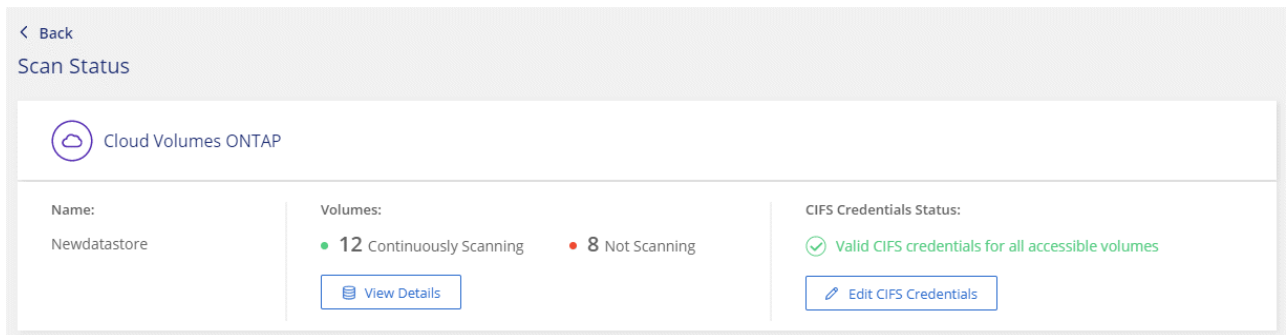 Back
Scan Status
Cloud Volumes ONTAP
Name:
Newdatastore
Volumes:
12 Continuously Scanning
8 Not Scanning
View Details
CIFS Credentials Status:
Valid CIFS credentials for all accessible volumes
Edit CIFS Credentials